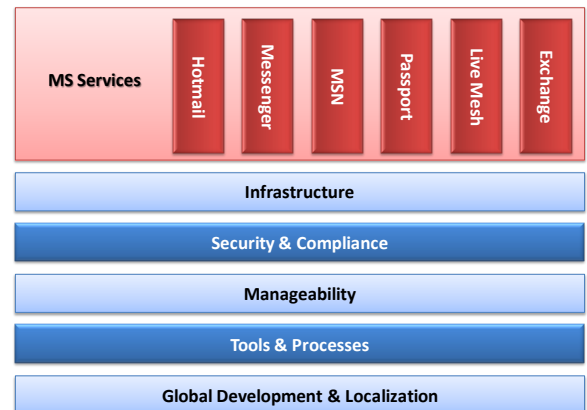 MS Services
Hotmail
Messenger
MSN
Passport
Live Mesh
Exchange
Infrastructure
Security & Compliance
Manageability
Tools & Processes
Global Development & Localization